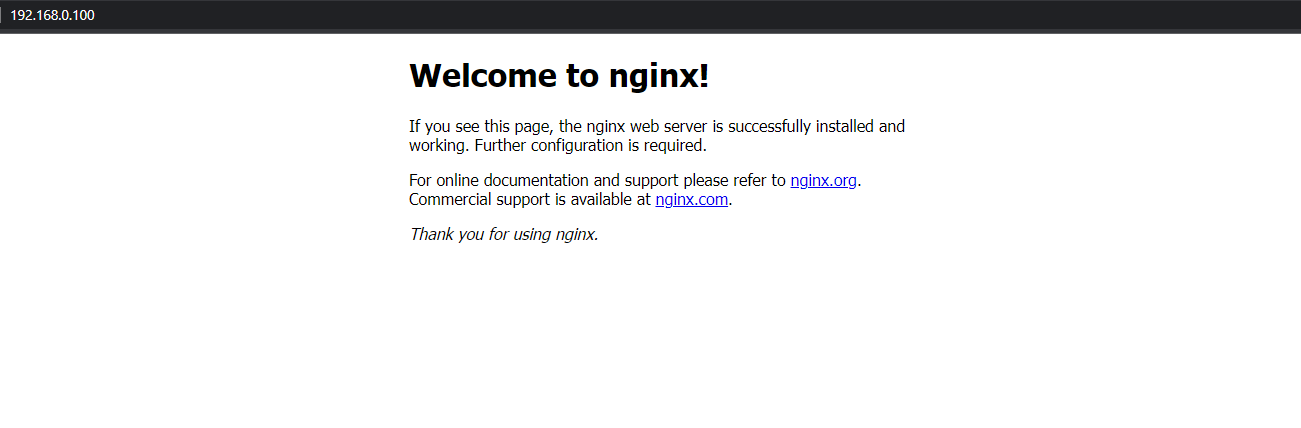 192.168.0.100
Welcome to nginx!
If you see this page, the nginx web server is successfully installed and
working. Further configuration is required.
For online documentation and support please refer to nginx.org.
Commercial support is available at nginx.com.
Thank you for using nginx.